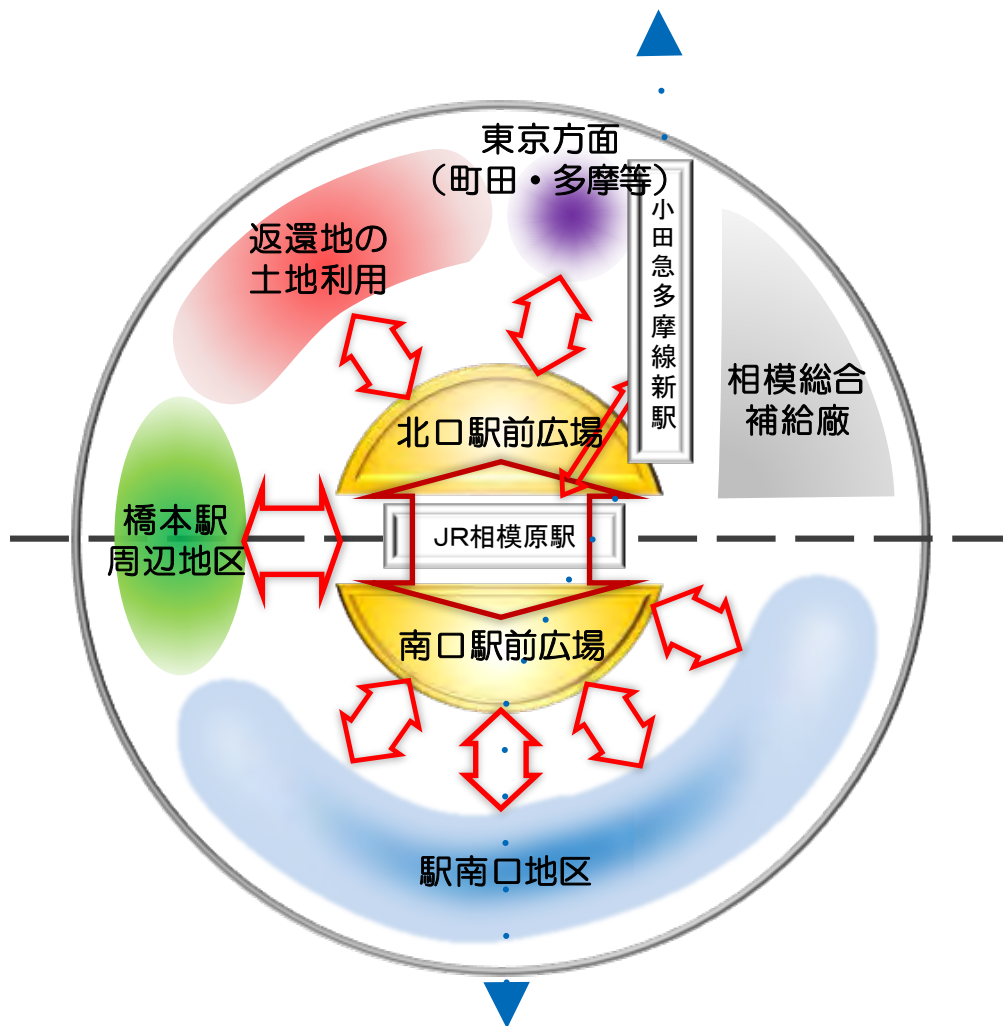 東京方面
（町田・多摩等）
返還地の
土地利用
小田急多摩線新駅
相模総合
補給廠
北口駅前広場
橋本駅
周辺地区
JR相模原駅
南口駅前広場
駅南口地区